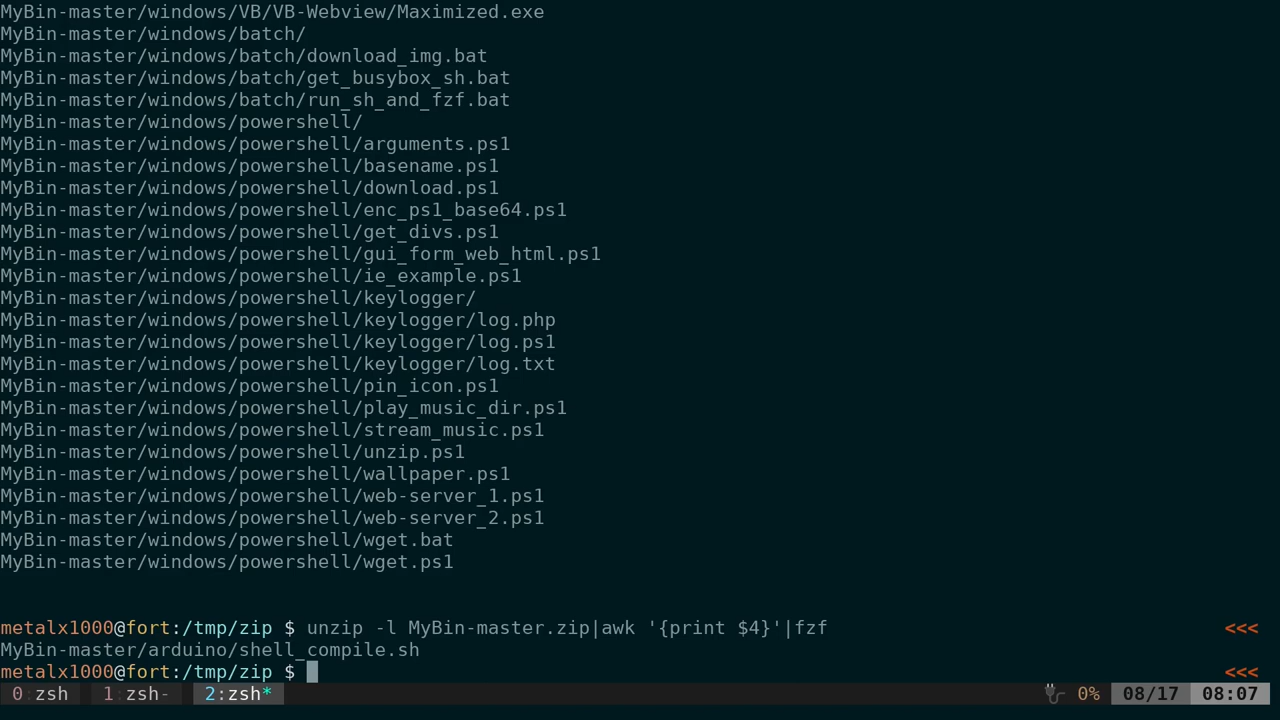 MyBin-master/windows/VB/VB-Webview/Maximized.exe
MyBin-master/windows/batch/
MyBin-master/windows/batch/download_img.bat
MyBin-master/windows/batch/get_busybox_sh.bat
MyBin-master/windows/batch/run_sh_and_fzf.bat
MyBin-master/windows/powershell/
MyBin-master/windows/powershell/arguments.ps1
MyBin-master/windows/powershell/basename.ps1
MyBin-master/windows/powershell/download.ps1
MyBin-master/windows/powershell/enc_ps1_base64.ps1
MyBin-master/windows/powershell/get_divs.ps1
MyBin-master/windows/powershell/gui_form_web_html.ps1
MyBin-master/windows/powershell/ie_example.ps1
MyBin-master/windows/powershell/keylogger/
MyBin-master/windows/powershell/keylogger/log.php
MyBin-master/windows/powershell/keylogger/log.ps1
MyBin-master/windows/powershell/keylogger/log.txt
MyBin-master/windows/powershell/pin_icon.ps1
MyBin-master/windows/powershell/play_music_dir.ps1
MyBin-master/windows/powershell/stream_music.ps1
MyBin-master/windows/powershell/unzip.ps1
MyBin-master/windows/powershell/wallpaper.ps1
MyBin-master/windows/powershell/web-server_1.ps1
MyBin-master/windows/powershell/web-server_2.ps1
MyBin-master/windows/powershell/wget.bat
MyBin-master/windows/powershell/wget.ps1
metalx1000@fort:/tmp/zip $ unzip -l MyBin-master.zip|awk '{print $4}'|fzf <<<
MyBin-master/arduino/shell_compile.sh
metalx1000@fort:/tmp/zip $ <<<
0:zsh 1:zsh- 2:zsh* 0% 08/17 08:07